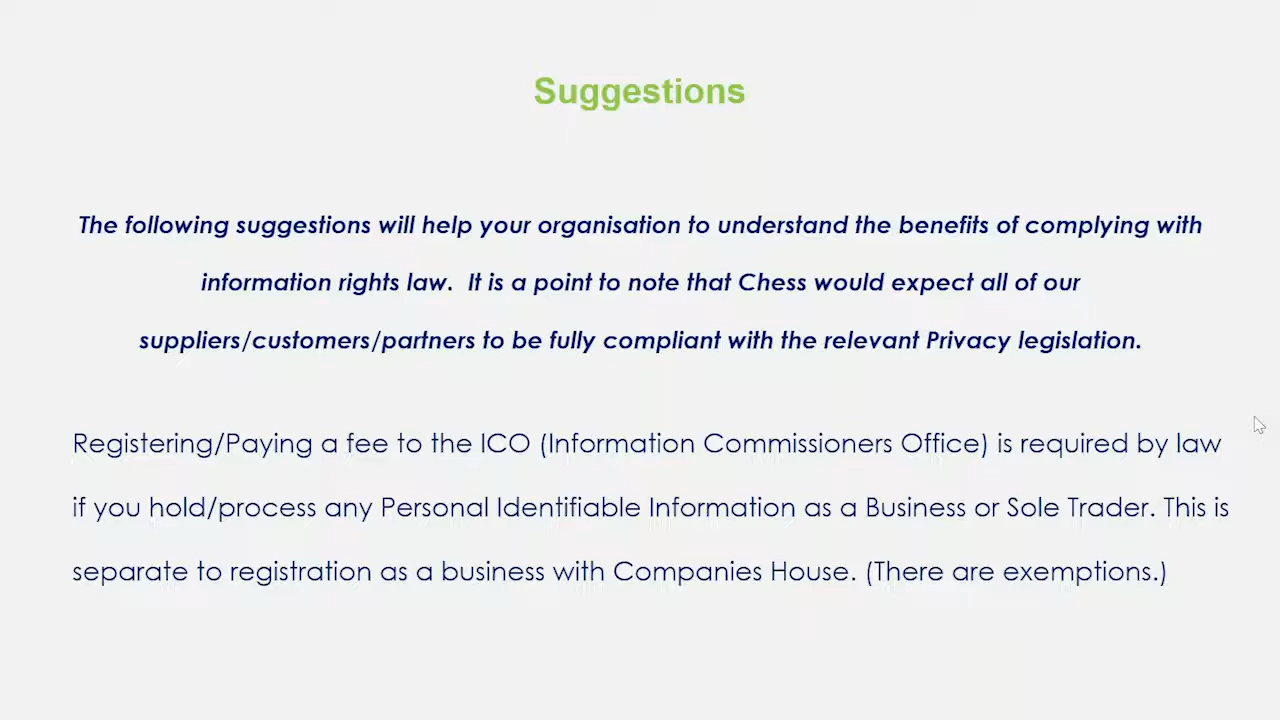 Suggestions
The following suggestions will help your organisation to understand the benefits of complying with
information rights law.  It is a point to note that Chess would expect all of our
suppliers/customers/partners to be fully compliant with the relevant Privacy legislation.
Registering/Paying a fee to the ICO (Information Commissioners Office) is required by law
if you hold/process any Personal Identifiable Information as a Business or Sole Trader. This is
separate to registration as a business with Companies House. (There are exemptions.)